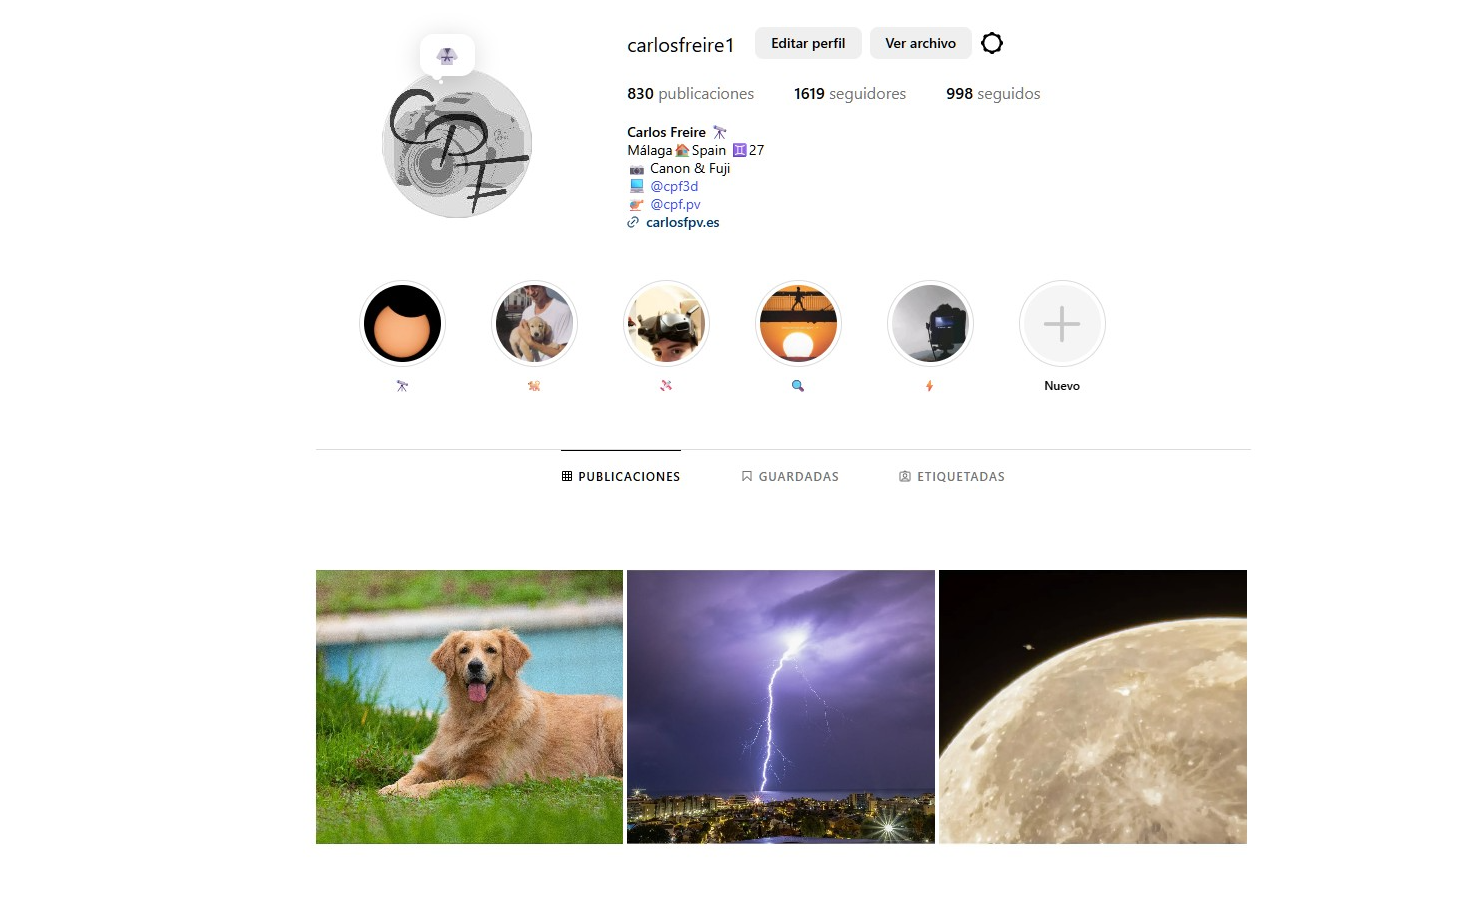 carlosfreire1 Editar perfil Ver archivo
830 publicaciones 1619 seguidores 998 seguidos
Carlos Freire 🔭
Málaga🏠Spain ♊27
📷 Canon & Fuji
💻 @cpf3d
🚁 @cpf.pv
carlosfpv.es
CPF
Nuevo
PUBLICACIONES GUARDADAS ETIQUETADAS